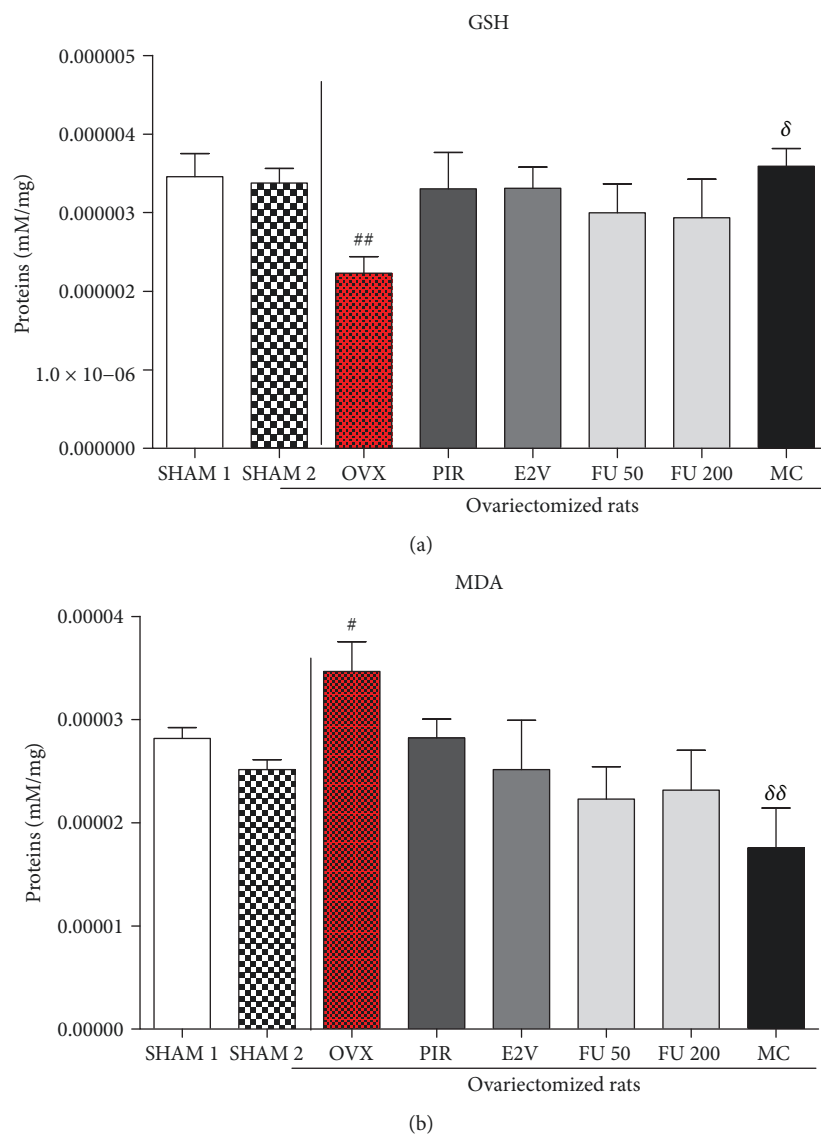 GSH
Proteins (mM/mg)
0.000005
0.000004
0.000003
0.000002
1.0 × 10−06
0.000000
##
δ
SHAM 1 SHAM 2 OVX PIR E2V FU 50 FU 200 MC
Ovariectomized rats
(a)
MDA
Proteins (mM/mg)
0.00004
0.00003
0.00002
0.00001
0.00000
#
δδ
SHAM 1 SHAM 2 OVX PIR E2V FU 50 FU 200 MC
Ovariectomized rats
(b)